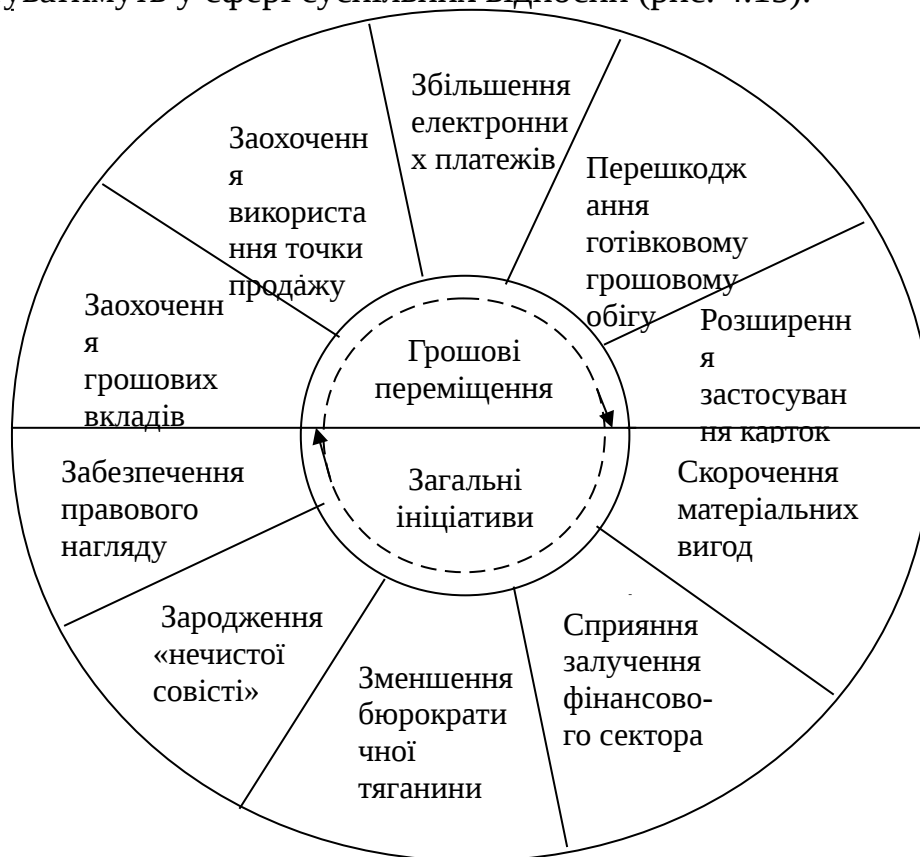 уватимуть у сфері суспільних відносин (рис. 4.13).
Збільшення
електронни
х платежів
Заохоченн
я
використа
ння точки
продажу
Перешкодж
ання
готівковому
грошовому
обігу
Заохоченн
я
грошових
вкладів
Розширенн
я
застосуван
ня карток
Грошові
переміщення
Забезпечення
правового
нагляду
Загальні
ініціативи
Скорочення
матеріальних
вигод
Зародження
«нечистої
совісті»
Зменшення
бюрократи
чної
тяганини
Сприяння
залучення
фінансово-
го сектора